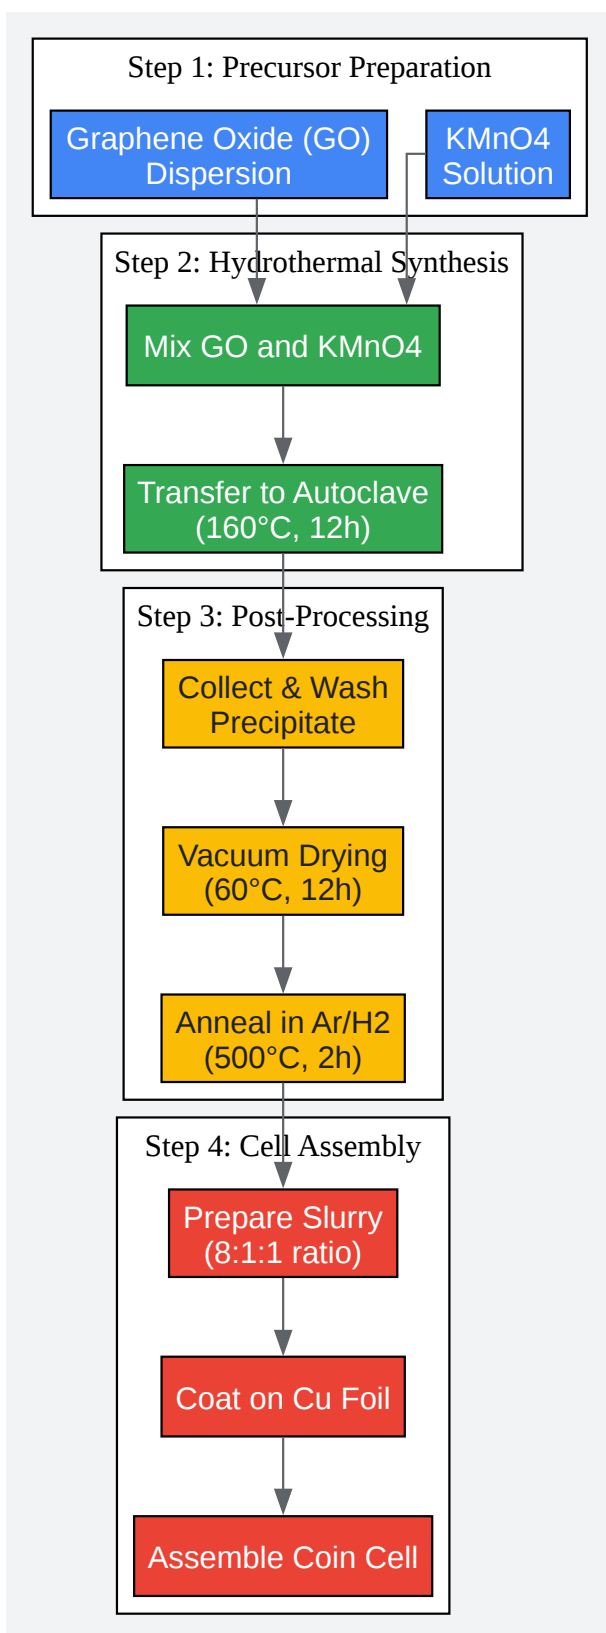 Step 1: Precursor Preparation
Graphene Oxide (GO)
Dispersion
KMnO4
Solution
Step 2: Hydrothermal Synthesis
Mix GO and KMnO4
Transfer to Autoclave
(160°C, 12h)
Step 3: Post-Processing
Collect & Wash
Precipitate
Vacuum Drying
(60°C, 12h)
Anneal in Ar/H2
(500°C, 2h)
Step 4: Cell Assembly
Prepare Slurry
(8:1:1 ratio)
Coat on Cu Foil
Assemble Coin Cell